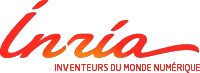 Inria
INVENTEURS DU MONDE NUMÉRIQUE